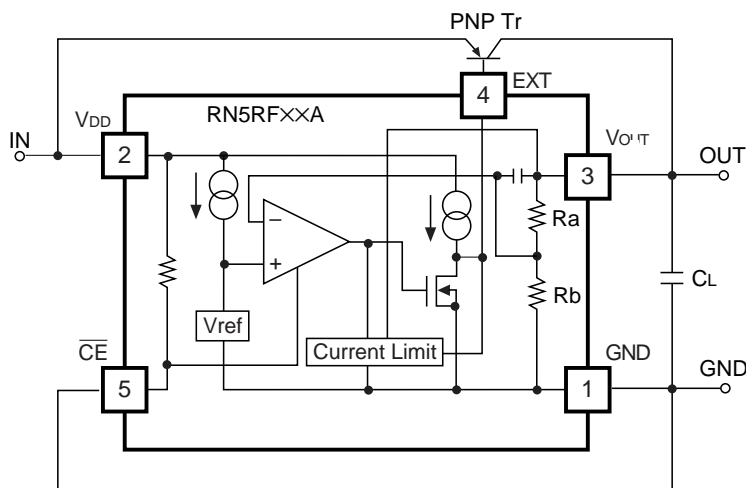 PNP Tr
EXT
4
RN5RF××A
VDD
IN
2
VOUT
3
OUT
−
+
Ra
Rb
Vref
Current Limit
CL
CE
5
GND
1
GND